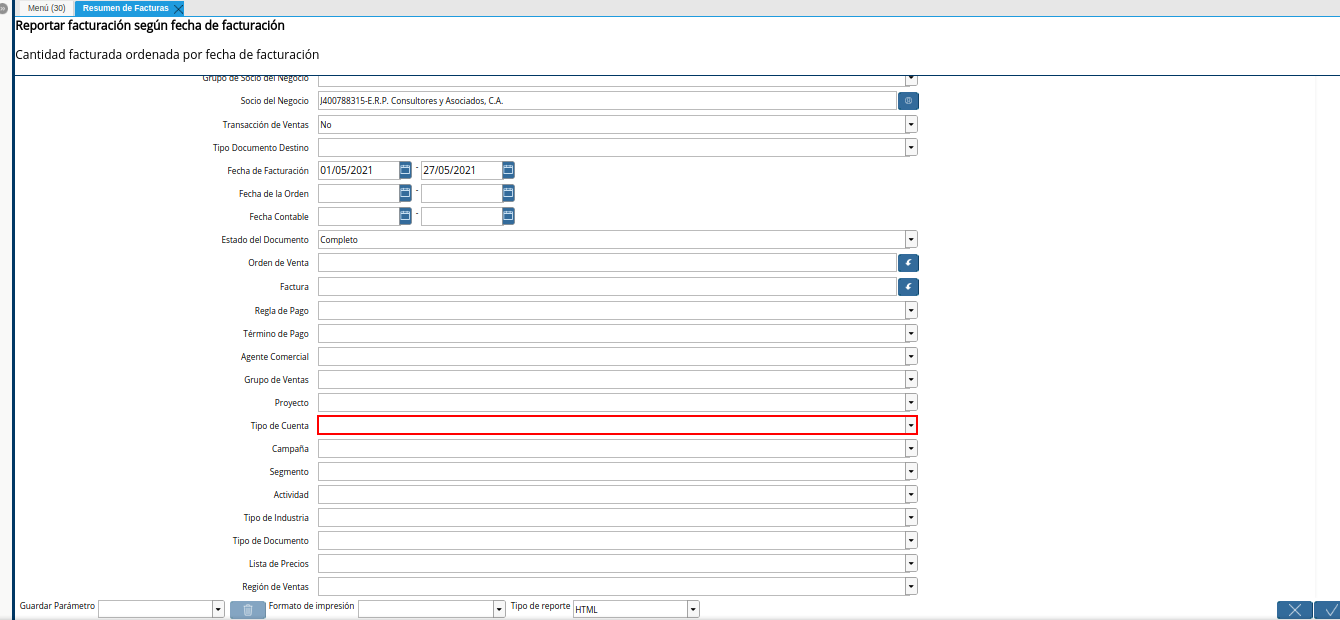 Menú (30) Resumen de Facturas
Reportar facturación según fecha de facturación
Cantidad facturada ordenada por fecha de facturación
Grupo de Socio del Negocio
Socio del Negocio J400788315-E.R.P. Consultores y Asociados, C.A.
Transacción de Ventas No
Tipo Documento Destino
Fecha de Facturación 01/05/2021 - 27/05/2021
Fecha de la Orden -
Fecha Contable -
Estado del Documento Completo
Orden de Venta
Factura
Regla de Pago
Término de Pago
Agente Comercial
Grupo de Ventas
Proyecto
Tipo de Cuenta
Campaña
Segmento
Actividad
Tipo de Industria
Tipo de Documento
Lista de Precios
Región de Ventas
Guardar Parámetro Formato de impresión Tipo de reporte HTML